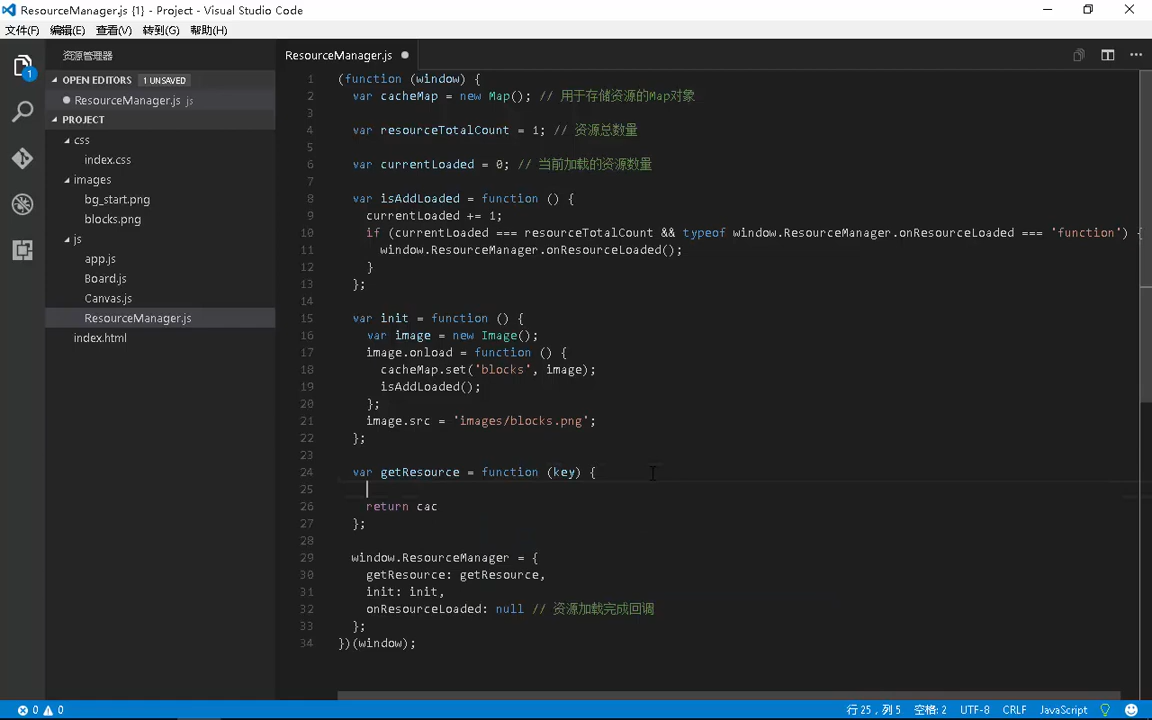 ResourceManager.js {1} - Project - Visual Studio Code
文件(F) 编辑(E) 查看(V) 转到(G) 帮助(H)
资源管理器
OPEN EDITORS 1 UNSAVED
ResourceManager.js js
PROJECT
css
index.css
images
bg_start.png
blocks.png
js
app.js
Board.js
Canvas.js
ResourceManager.js
index.html
1
ResourceManager.js
1 (function (window) {
2 var cacheMap = new Map(); // 用于存储资源的Map对象
3
4 var resourceTotalCount = 1; // 资源总数量
5
6 var currentLoaded = 0; // 当前加载的资源数量
7
8 var isAddLoaded = function () {
9 currentLoaded += 1;
10 if (currentLoaded === resourceTotalCount && typeof window.ResourceManager.onResourceLoaded === 'function') {
11 window.ResourceManager.onResourceLoaded();
12 }
13 };
14
15 var init = function () {
16 var image = new Image();
17 image.onload = function () {
18 cacheMap.set('blocks', image);
19 isAddLoaded();
20 };
21 image.src = 'images/blocks.png';
22 };
23
24 var getResource = function (key) {
25
26 return cac
27 };
28
29 window.ResourceManager = {
30 getResource: getResource,
31 init: init,
32 onResourceLoaded: null // 资源加载完成回调
33 };
34 })(window);
0 0 行 25，列 5 空格: 2 UTF-8 CRLF JavaScript